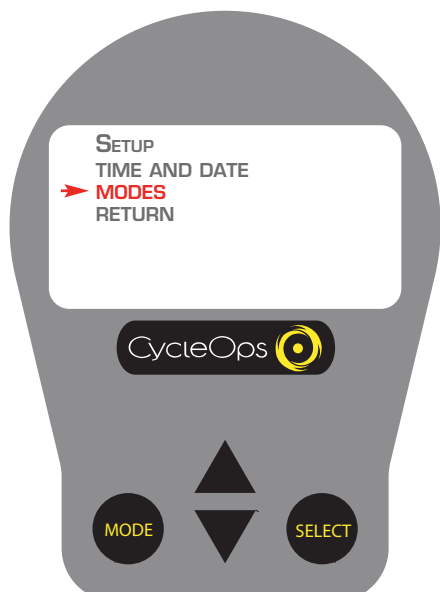 SETUP
TIME AND DATE
MODES
RETURN
CycleOps
MODE
SELECT